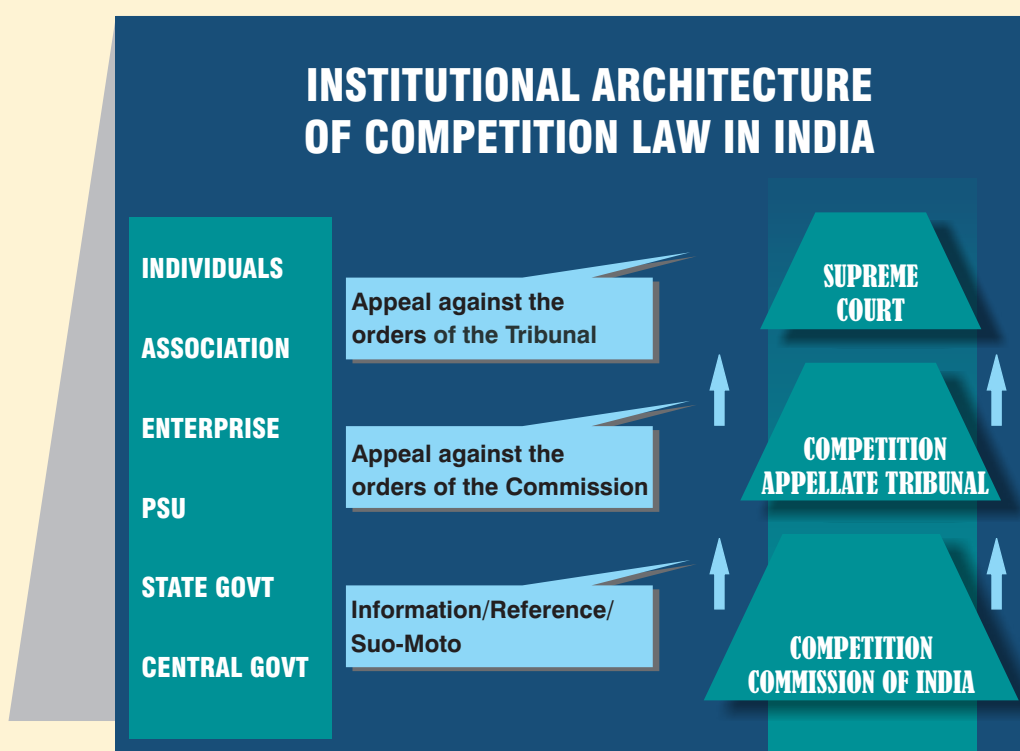 INSTITUTIONAL ARCHITECTURE
OF COMPETITION LAW IN INDIA
INDIVIDUALS
ASSOCIATION
ENTERPRISE
PSU
STATE GOVT
CENTRAL GOVT
Appeal against the
orders of the Tribunal
Appeal against the
orders of the Commission
Information/Reference/
Suo-Moto
SUPREME
COURT
COMPETITION
APPELLATE TRIBUNAL
COMPETITION
COMMISSION OF INDIA